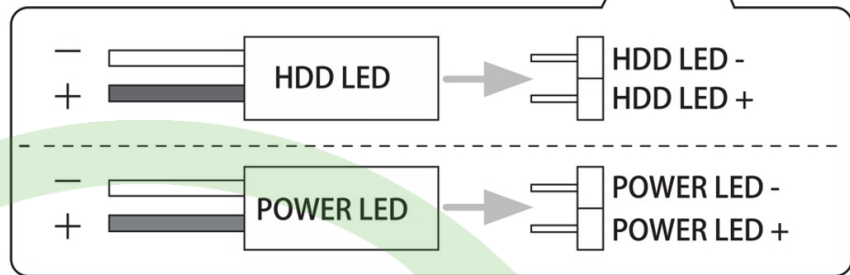 −
+
HDD LED
HDD LED -
HDD LED +
−
+
POWER LED
POWER LED -
POWER LED +